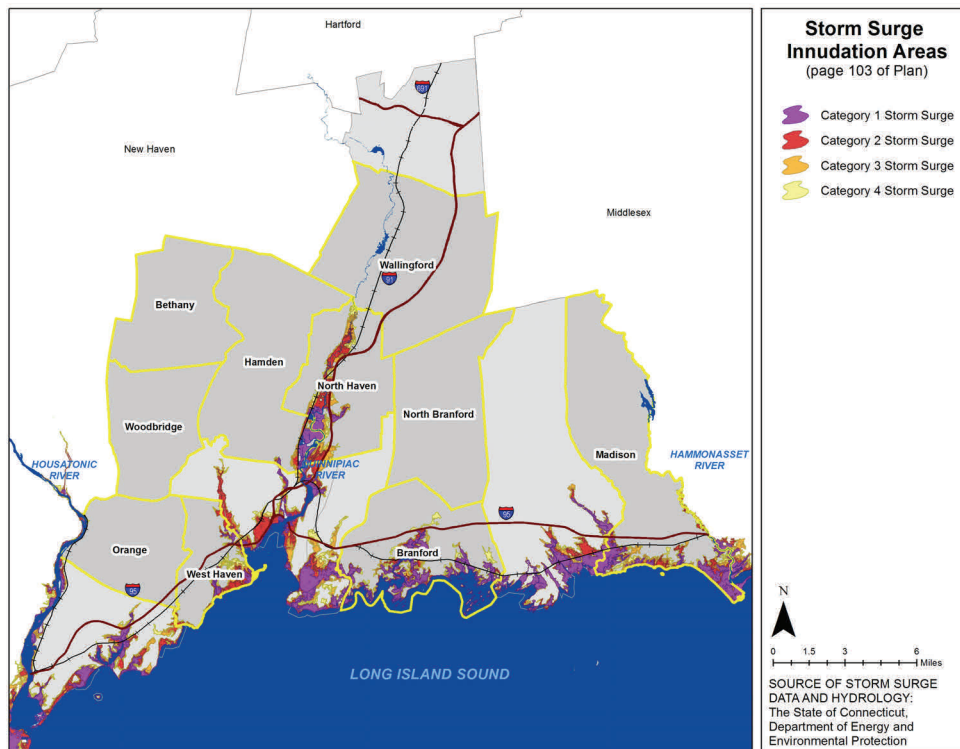 Hartford
New Haven
Middlesex
691
Wallingford
91
Bethany
Hamden
North Haven
North Branford
Woodbridge
Madison
HOUSATONIC
RIVER
QUINNIPIAC
RIVER
HAMMONASSET
RIVER
Orange
95
Branford
West Haven
95
LONG ISLAND SOUND
Storm Surge
Innudation Areas
(page 103 of Plan)
Category 1 Storm Surge
Category 2 Storm Surge
Category 3 Storm Surge
Category 4 Storm Surge
N
0 1.5 3 6
Miles
SOURCE OF STORM SURGE
DATA AND HYDROLOGY:
The State of Connecticut,
Department of Energy and
Environmental Protection